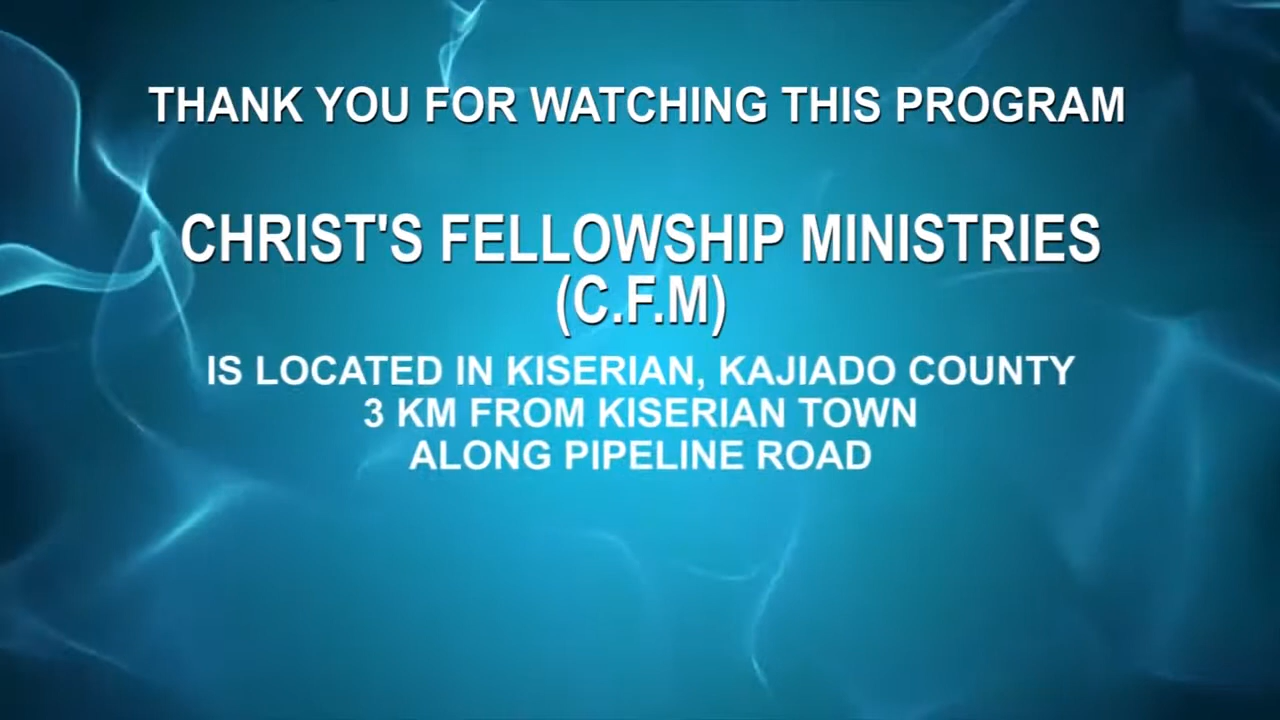 THANK YOU FOR WATCHING THIS PROGRAM
CHRIST'S FELLOWSHIP MINISTRIES
(C.F.M)
IS LOCATED IN KISERIAN, KAJIADO COUNTY
3 KM FROM KISERIAN TOWN
ALONG PIPELINE ROAD